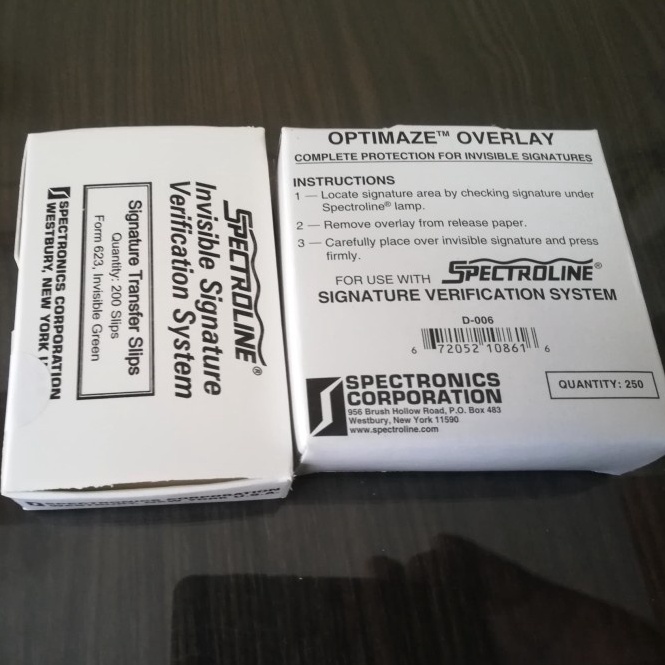 SPECTROLINE®
Invisible Signature
Verification System
Signature Transfer Slips
Quantity: 200 Slips
Form 623, Invisible Green
SPECTRONICS CORPORATION
WESTBURY, NEW YORK
SPECTRONICS CORPORATION
OPTIMAZE™ OVERLAY
COMPLETE PROTECTION FOR INVISIBLE SIGNATURES
INSTRUCTIONS
1 — Locate signature area by checking signature under
Spectroline® lamp.
2 — Remove overlay from release paper.
3 — Carefully place over invisible signature and press
firmly.
FOR USE WITH SPECTROLINE®
SIGNATURE VERIFICATION SYSTEM
D-006
6 72052 10861 6
SPECTRONICS
CORPORATION
956 Brush Hollow Road, P.O. Box 483
Westbury, New York 11590
www.spectroline.com
QUANTITY: 250